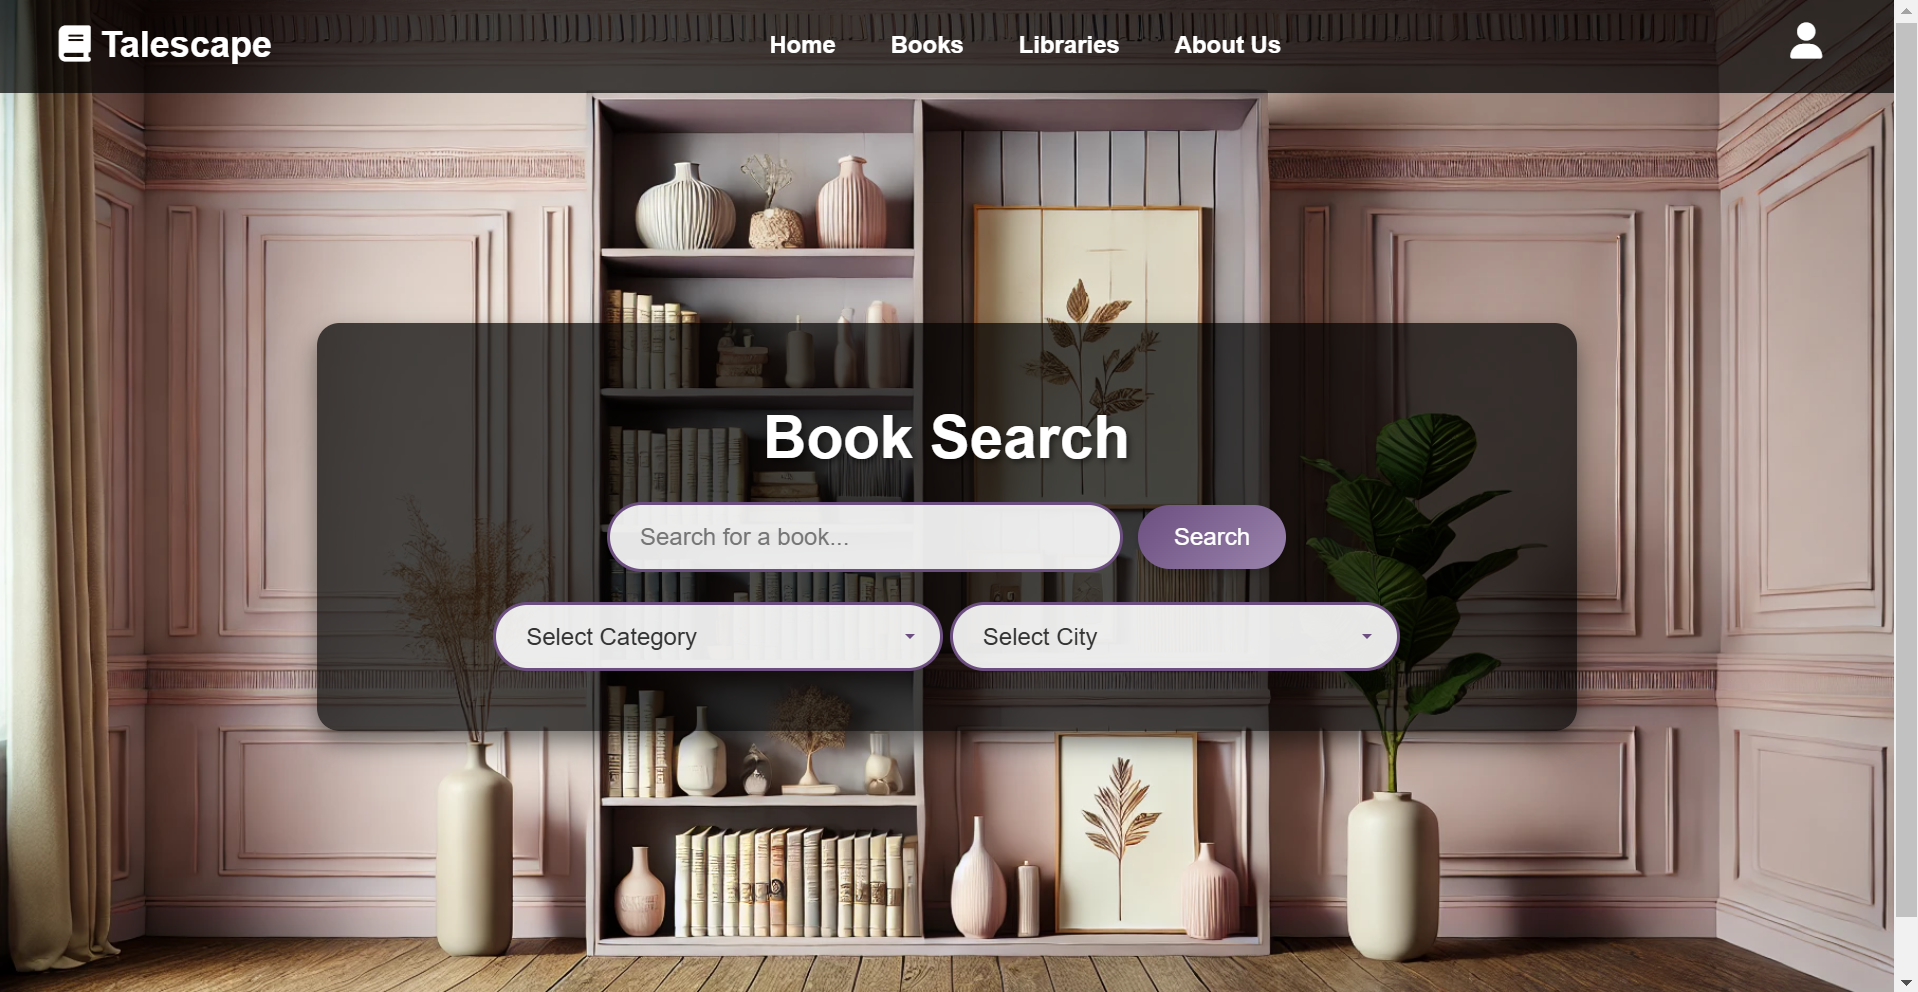 Talescape
Home Books Libraries About Us
Book Search
Search for a book...
Search
Select Category
Select City